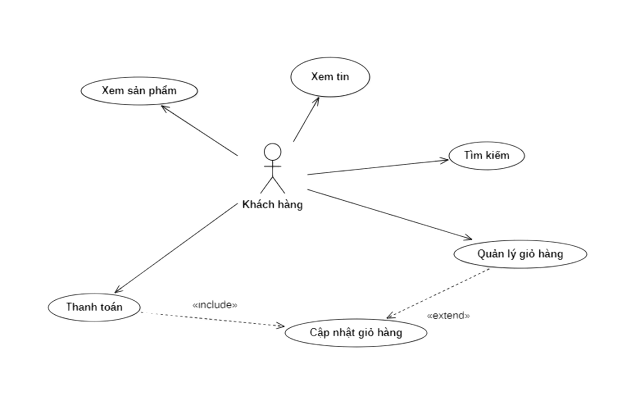 Xem tin
Xem sản phẩm
Tìm kiếm
Khách hàng
Quản lý giỏ hàng
Thanh toán
«include»
«extend»
Cập nhật giỏ hàng